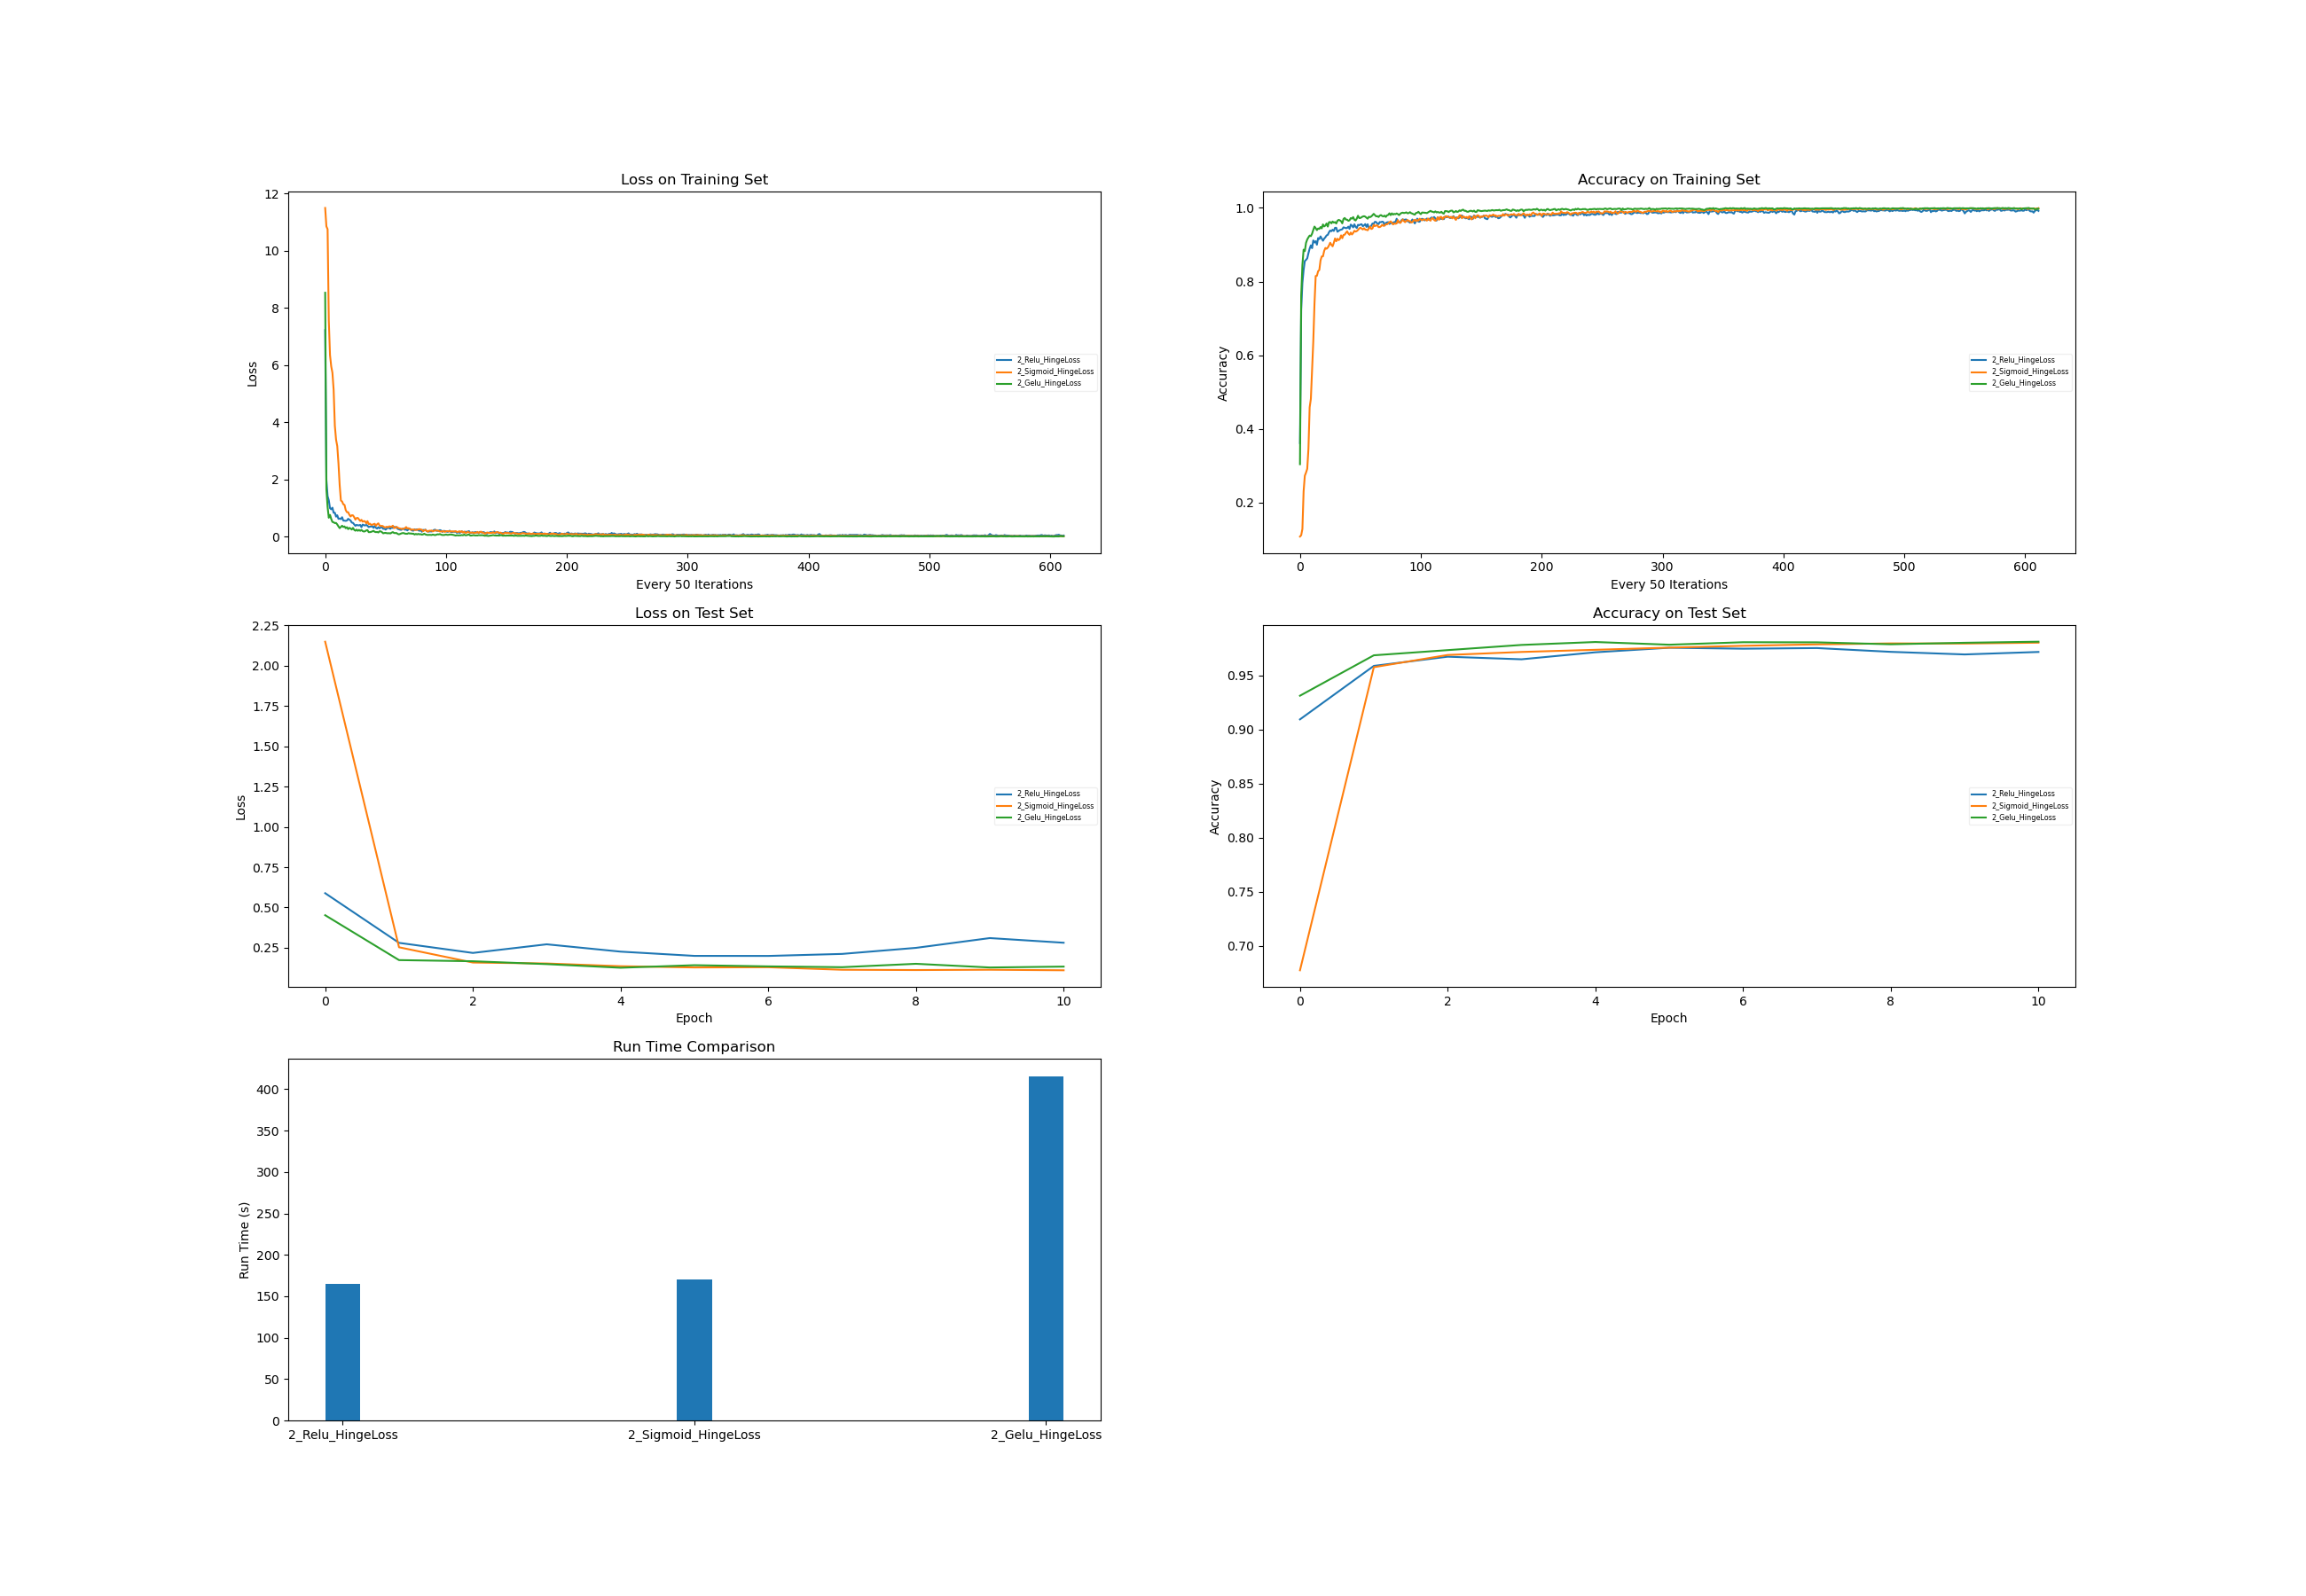 Loss on Training Set
12
10
8
6
4
2
0
Loss
0 100 200 300 400 500 600
Every 50 Iterations
2_Relu_HingeLoss
2_Sigmoid_HingeLoss
2_Gelu_HingeLoss
Accuracy on Training Set
1.0
0.8
0.6
0.4
0.2
Accuracy
0 100 200 300 400 500 600
Every 50 Iterations
2_Relu_HingeLoss
2_Sigmoid_HingeLoss
2_Gelu_HingeLoss
Loss on Test Set
2.25
2.00
1.75
1.50
1.25
1.00
0.75
0.50
0.25
Loss
0 2 4 6 8 10
Epoch
2_Relu_HingeLoss
2_Sigmoid_HingeLoss
2_Gelu_HingeLoss
Accuracy on Test Set
0.95
0.90
0.85
0.80
0.75
0.70
Accuracy
0 2 4 6 8 10
Epoch
2_Relu_HingeLoss
2_Sigmoid_HingeLoss
2_Gelu_HingeLoss
Run Time Comparison
400
350
300
250
200
150
100
50
0
Run Time (s)
2_Relu_HingeLoss 2_Sigmoid_HingeLoss 2_Gelu_HingeLoss